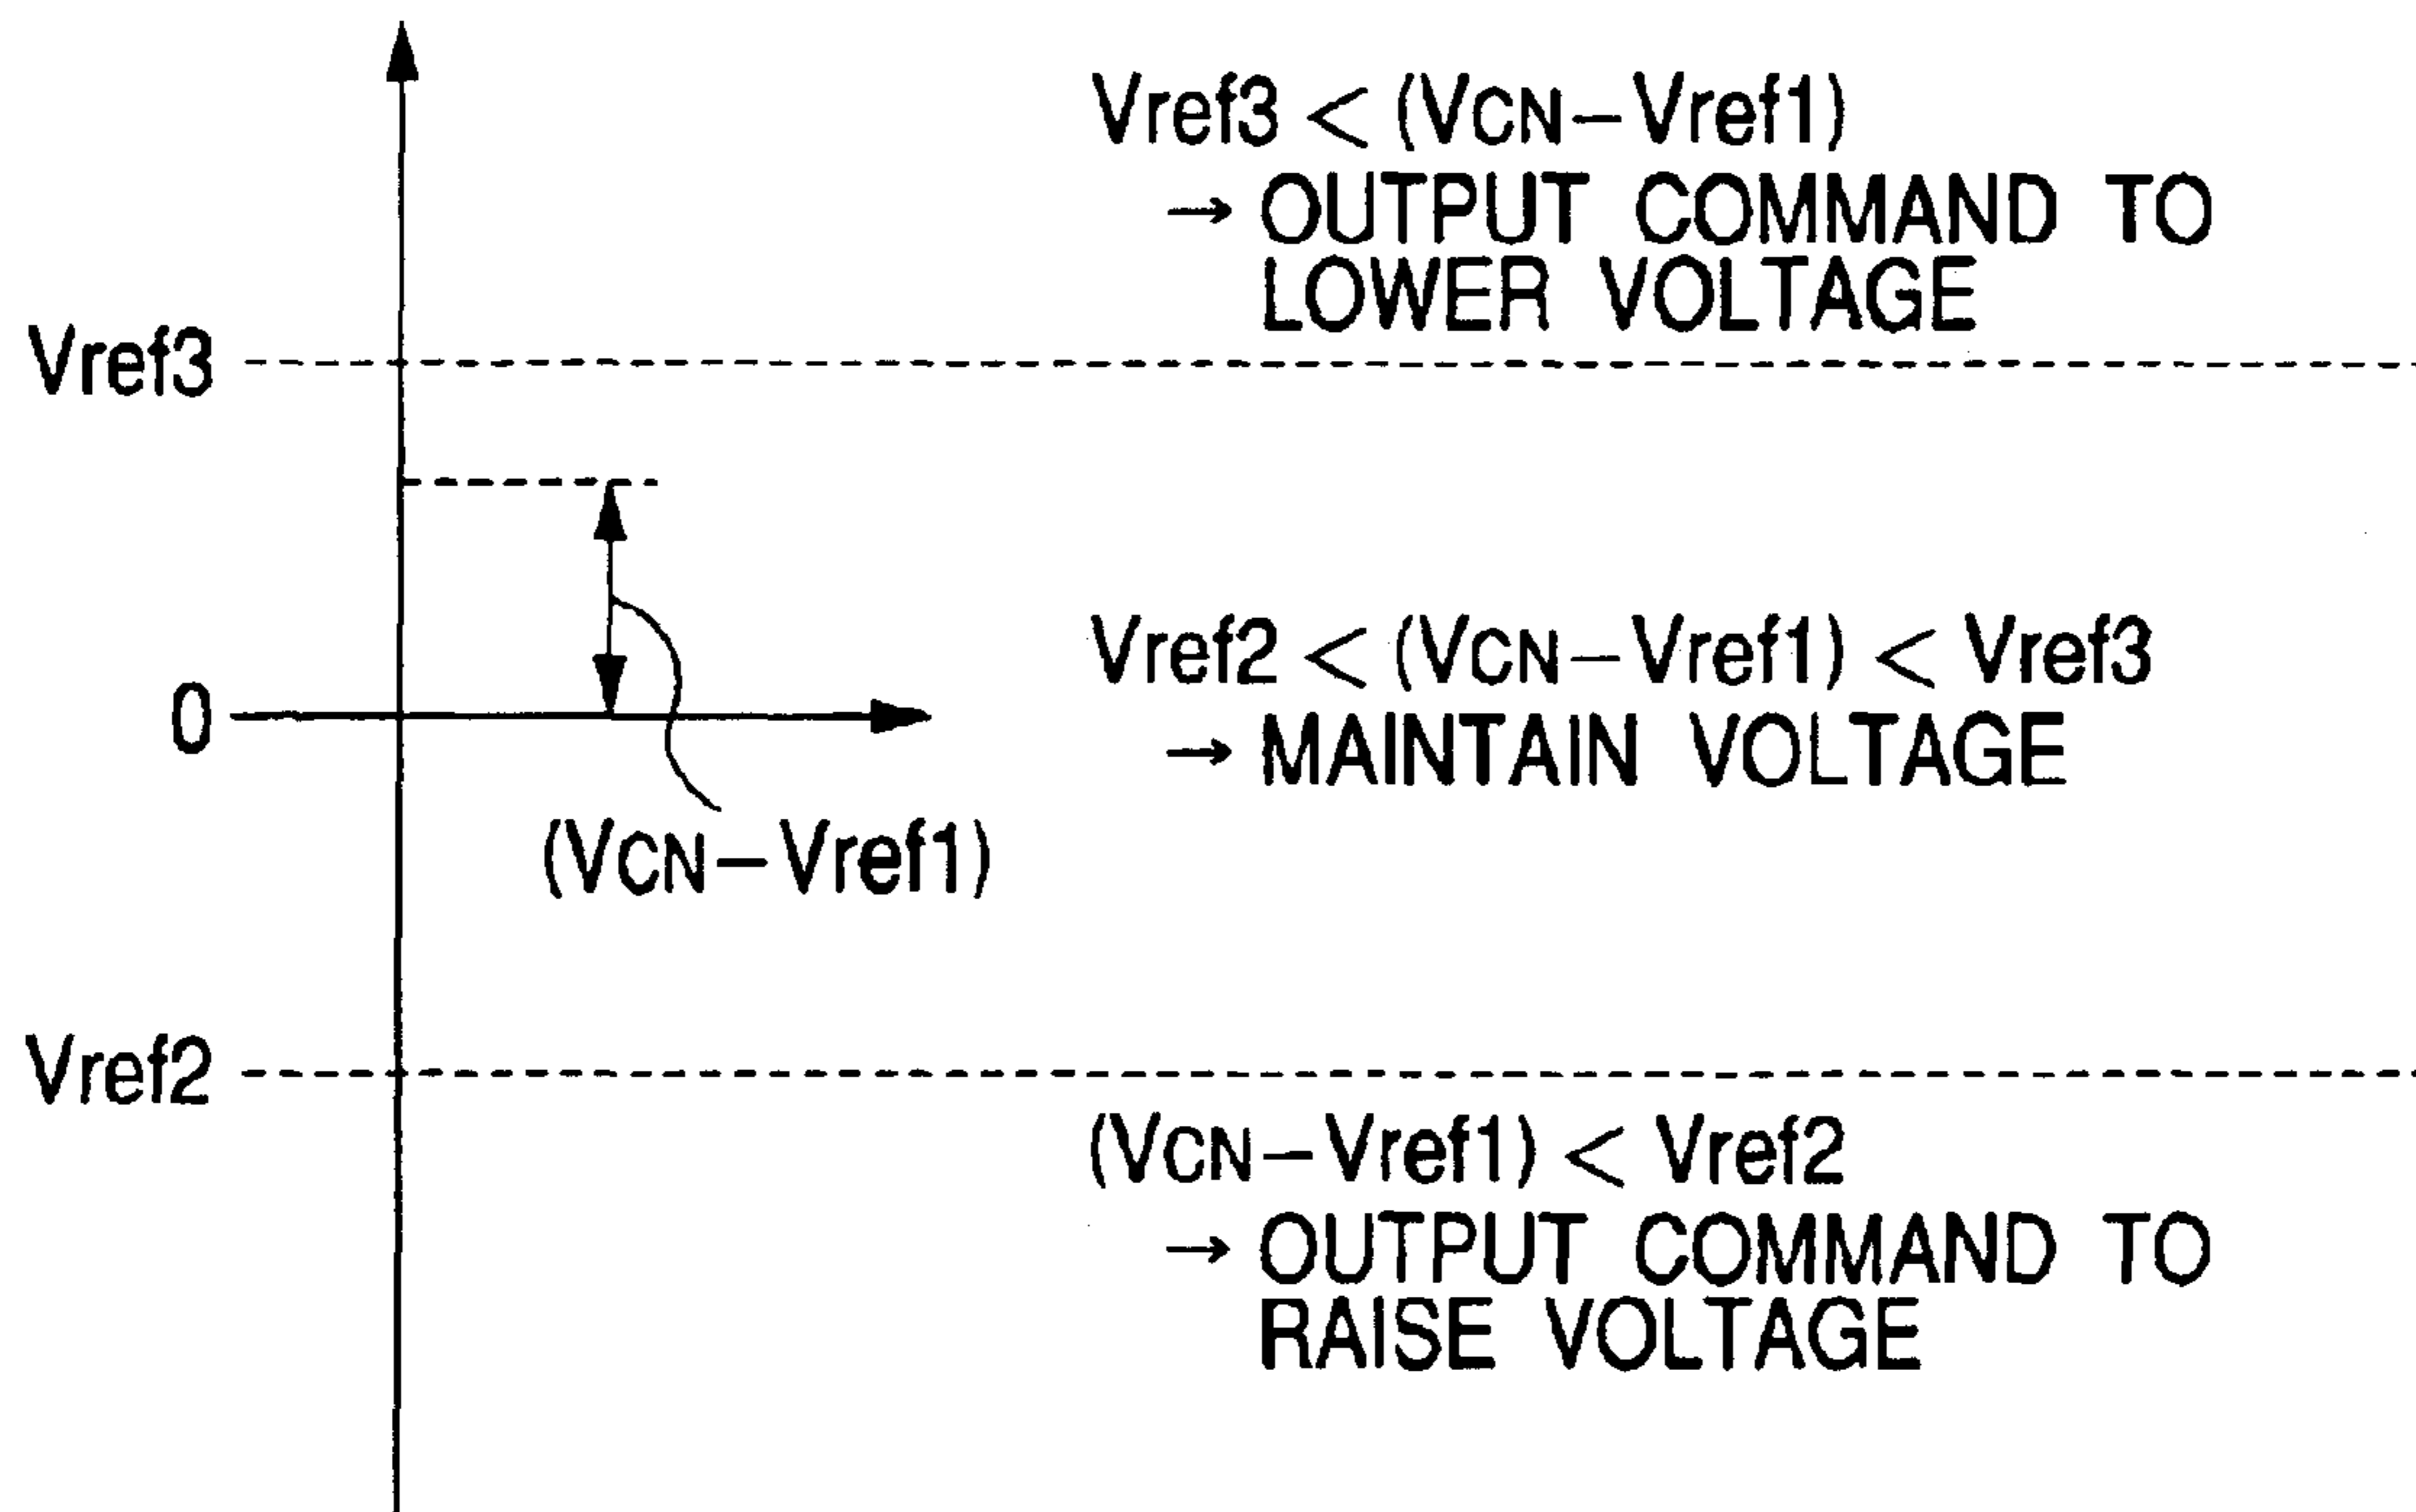 Vref3 < (VCN−Vref1)
→ OUTPUT COMMAND TO
LOWER VOLTAGE
Vref3
Vref2 < (VCN−Vref1) < Vref3
0
→ MAINTAIN VOLTAGE
(VCN−Vref1)
Vref2
(VCN−Vref1) < Vref2
→ OUTPUT COMMAND TO
RAISE VOLTAGE